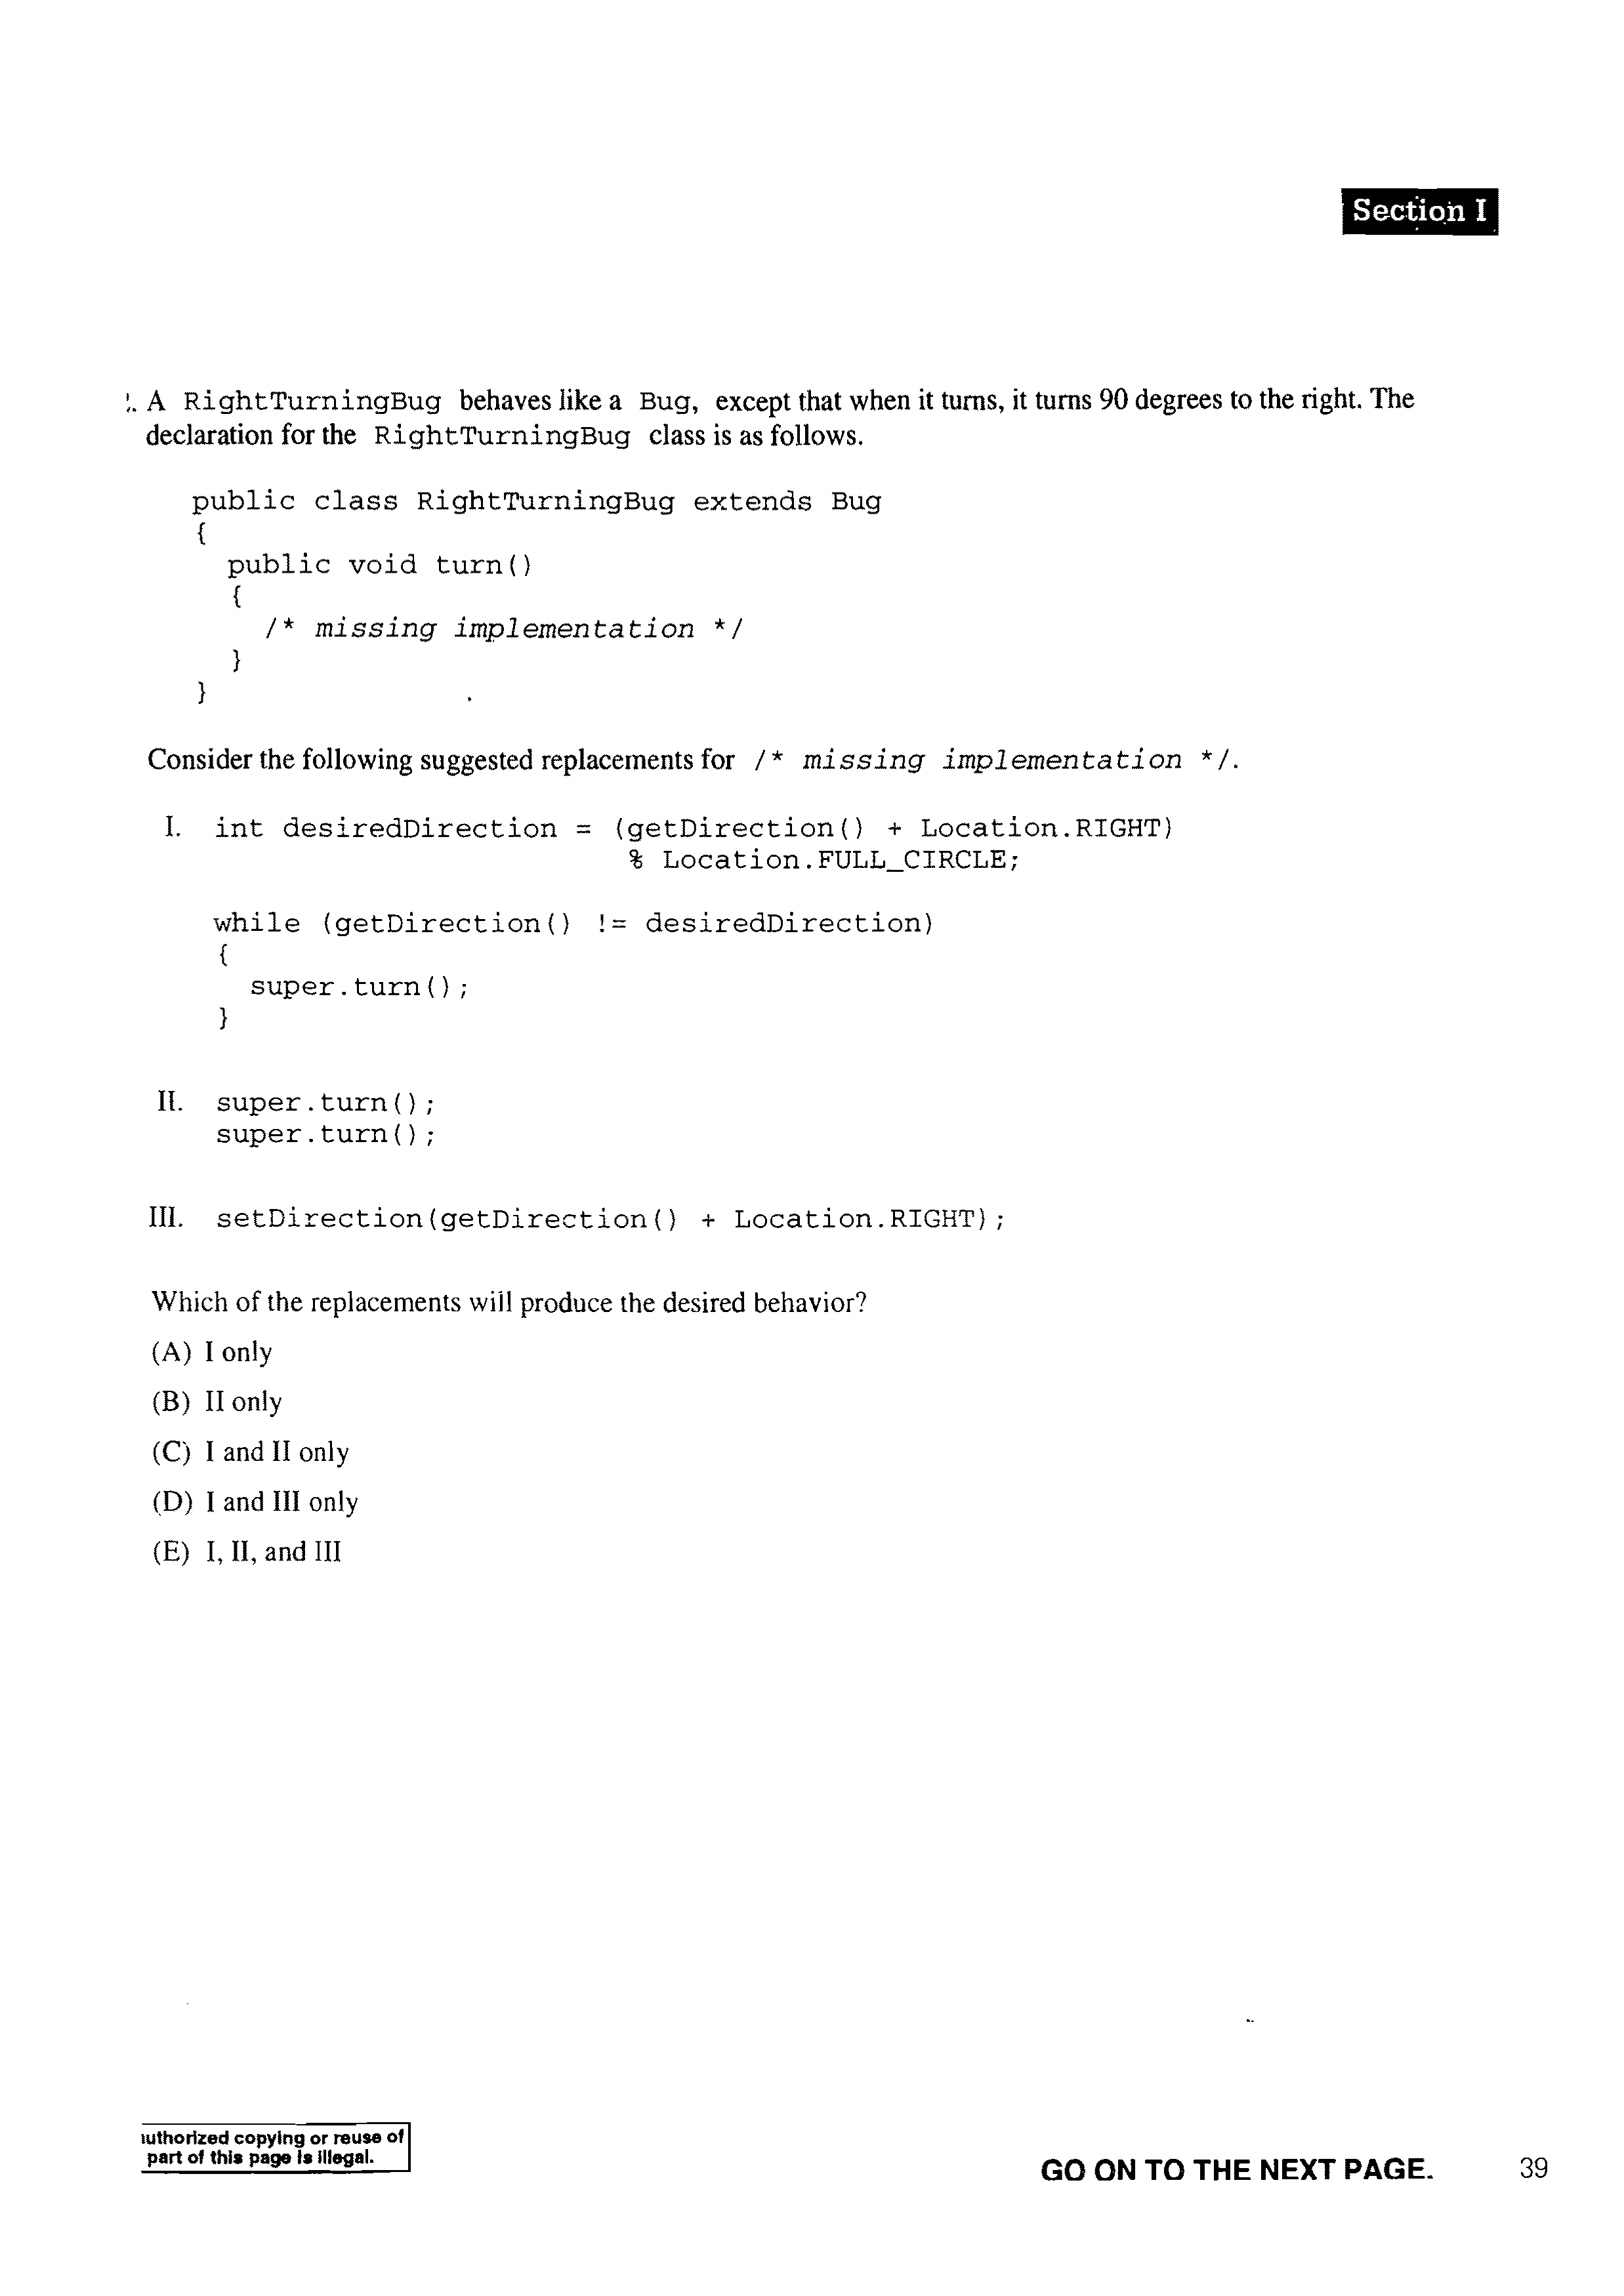 Section I
A RightTurningBug behaves like a Bug, except that when it turns, it turns 90 degrees to the right. The
declaration for the RightTurningBug class is as follows.
public class RightTurningBug extends Bug
{
public void turn()
{
/* missing implementation */
}
}
Consider the following suggested replacements for /* missing implementation */.
I. int desiredDirection = (getDirection() + Location.RIGHT)
% Location.FULL_CIRCLE;
while (getDirection() != desiredDirection)
{
super.turn();
}
II. super.turn();
super.turn();
III. setDirection(getDirection() + Location.RIGHT);
Which of the replacements will produce the desired behavior?
(A) I only
(B) II only
(C) I and II only
(D) I and III only
(E) I, II, and III
uthorized copying or reuse of
part of this page is illegal.
GO ON TO THE NEXT PAGE.
39